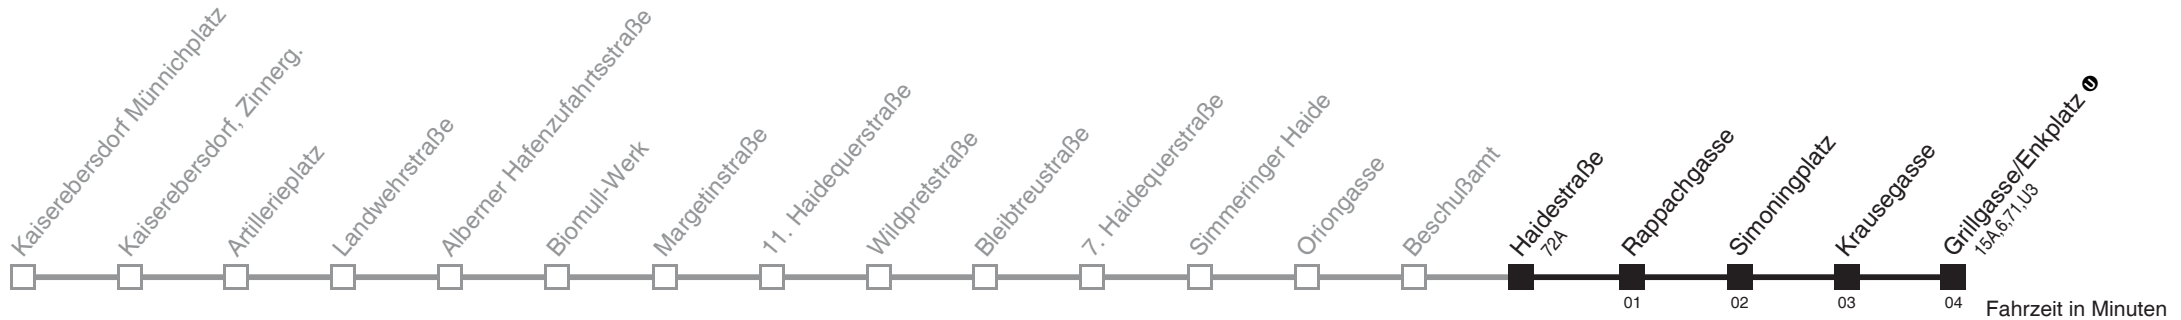 Kaiserebersdorf Münnichplatz
Kaiserebersdorf, Zinnerg.
Artillerieplatz
Landwehrstraße
Alberner Hafenzufahrtsstraße
Biomull-Werk
Margetinstraße
11. Haidequerstraße
Wildpretstraße
Bleibtreustraße
7. Haidequerstraße
Simmeringer Haide
Oriongasse
Beschußamt
Haidestraße
72A
Rappachgasse
Simoningplatz
Krausegasse
Grillgasse/Enkplatz U
15A,6,71,U3
01
02
03
04
Fahrzeit in Minuten